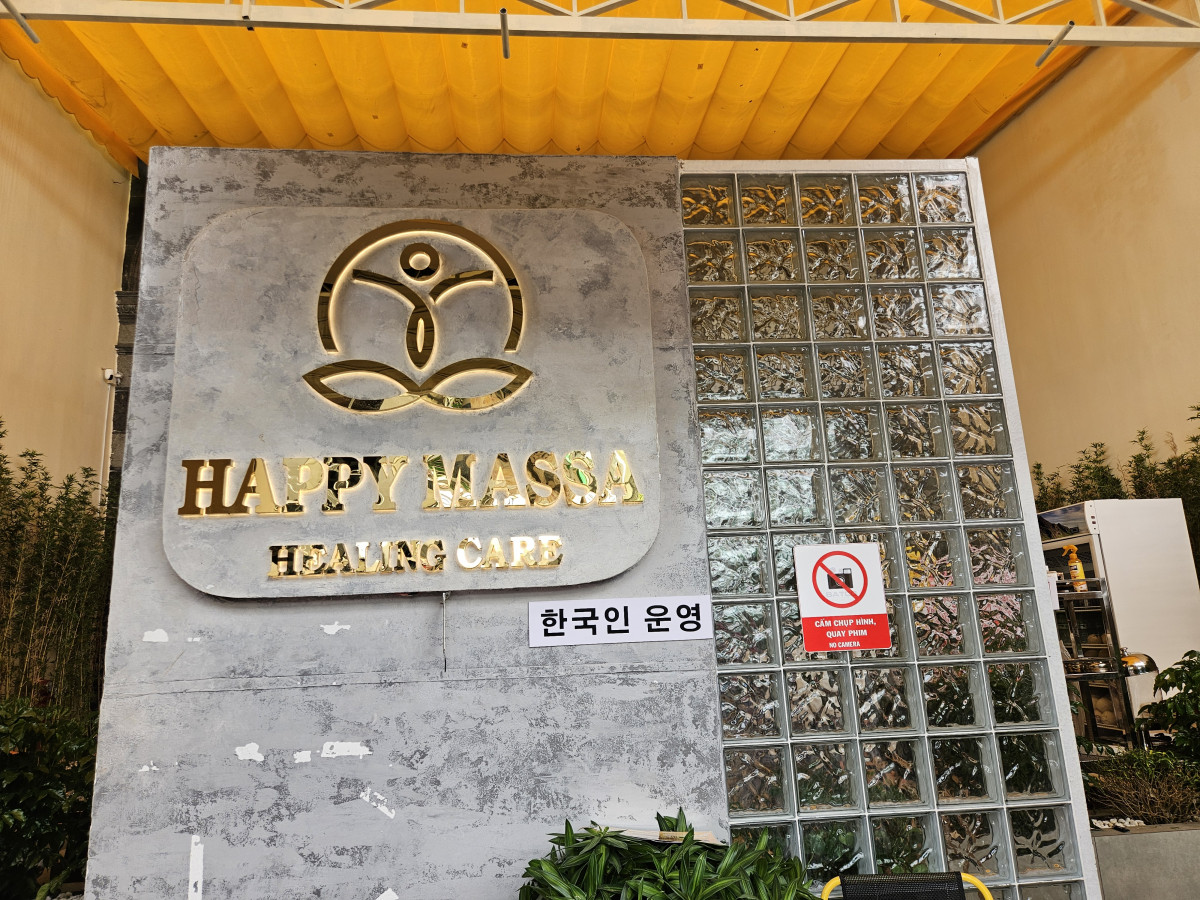 HAPPY MASSA
HEALING CARE
한국인 운영
CẤM CHỤP HÌNH,
QUAY PHIM
NO CAMERA